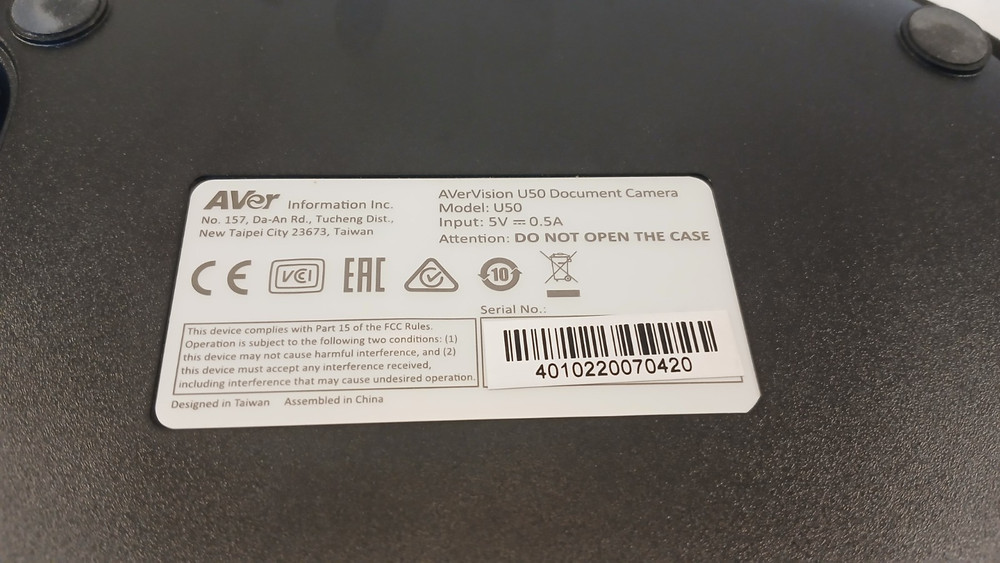 AVer Information Inc.
No. 157, Da-An Rd., Tucheng Dist.,
New Taipei City 23673, Taiwan
AVerVision U50 Document Camera
Model: U50
Input: 5V ⎓ 0.5A
Attention: DO NOT OPEN THE CASE
CE VCI EAC 10
Serial No.:
4010220070420
This device complies with Part 15 of the FCC Rules.
Operation is subject to the following two conditions: (1)
this device may not cause harmful interference, and (2)
this device must accept any interference received,
including interference that may cause undesired operation.
Designed in Taiwan Assembled in China